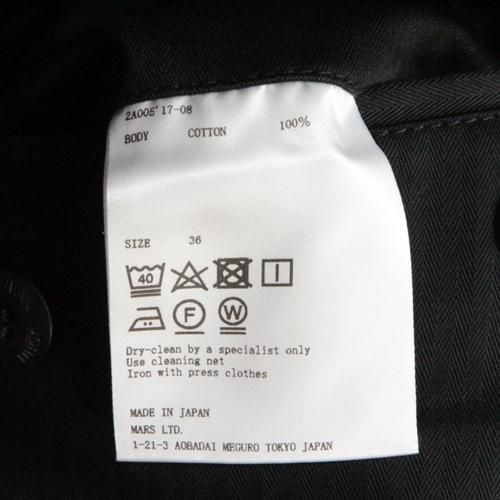 2A005'17-08
BODY COTTON 100%
SIZE 36
40
F W
Dry-clean by a specialist only
Use cleaning net
Iron with press clothes
MADE IN JAPAN
MARS LTD.
1-21-3 AOBADAI MEGURO TOKYO JAPAN